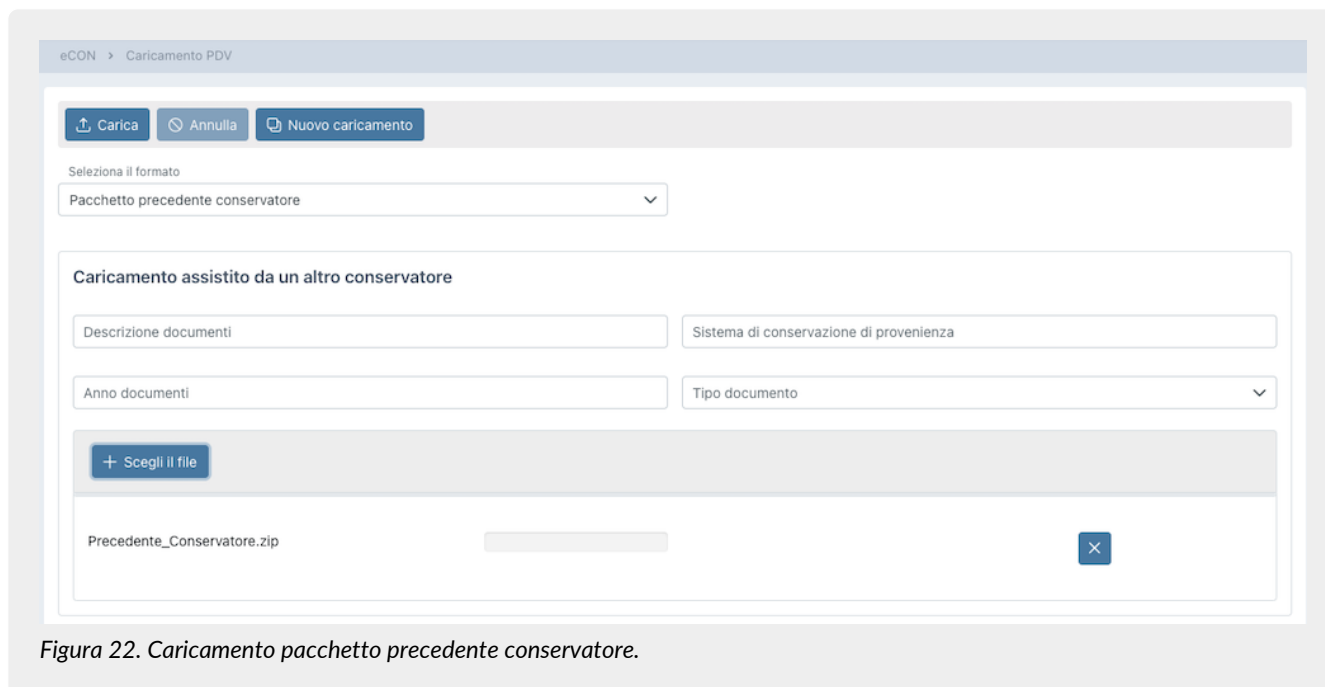 eCON > Caricamento PDV
Carica Annulla Nuovo caricamento
Seleziona il formato
Pacchetto precedente conservatore
Caricamento assistito da un altro conservatore
Descrizione documenti Sistema di conservazione di provenienza
Anno documenti Tipo documento
+ Scegli il file
Precedente_Conservatore.zip
Figura 22. Caricamento pacchetto precedente conservatore.